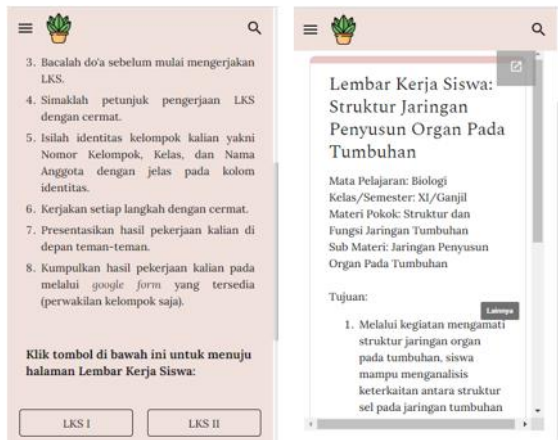 3. Bacalah do'a sebelum mulai mengerjakan
LKS.
4. Simaklah petunjuk pengerjaan LKS
dengan cermat.
5. Isilah identitas kelompok kalian yakni
Nomor Kelompok, Kelas, dan Nama
Anggota dengan jelas pada kolom
identitas.
6. Kerjakan setiap langkah dengan cermat.
7. Presentasikan hasil pekerjaan kalian di
depan teman-teman.
8. Kumpulkan hasil pekerjaan kalian pada
melalui google form yang tersedia
(perwakilan kelompok saja).
Klik tombol di bawah ini untuk menuju
halaman Lembar Kerja Siswa:
LKS I
LKS II
Lembar Kerja Siswa:
Struktur Jaringan
Penyusun Organ Pada
Tumbuhan
Mata Pelajaran: Biologi
Kelas/Semester: XI/Ganjil
Materi Pokok: Struktur dan
Fungsi Jaringan Tumbuhan
Sub Materi: Jaringan Penyusun
Organ Pada Tumbuhan
Tujuan:
Lainnya
1. Melalui kegiatan mengamati
struktur jaringan organ
pada tumbuhan, siswa
mampu menganalisis
keterkaitan antara struktur
sel pada jaringan tumbuhan